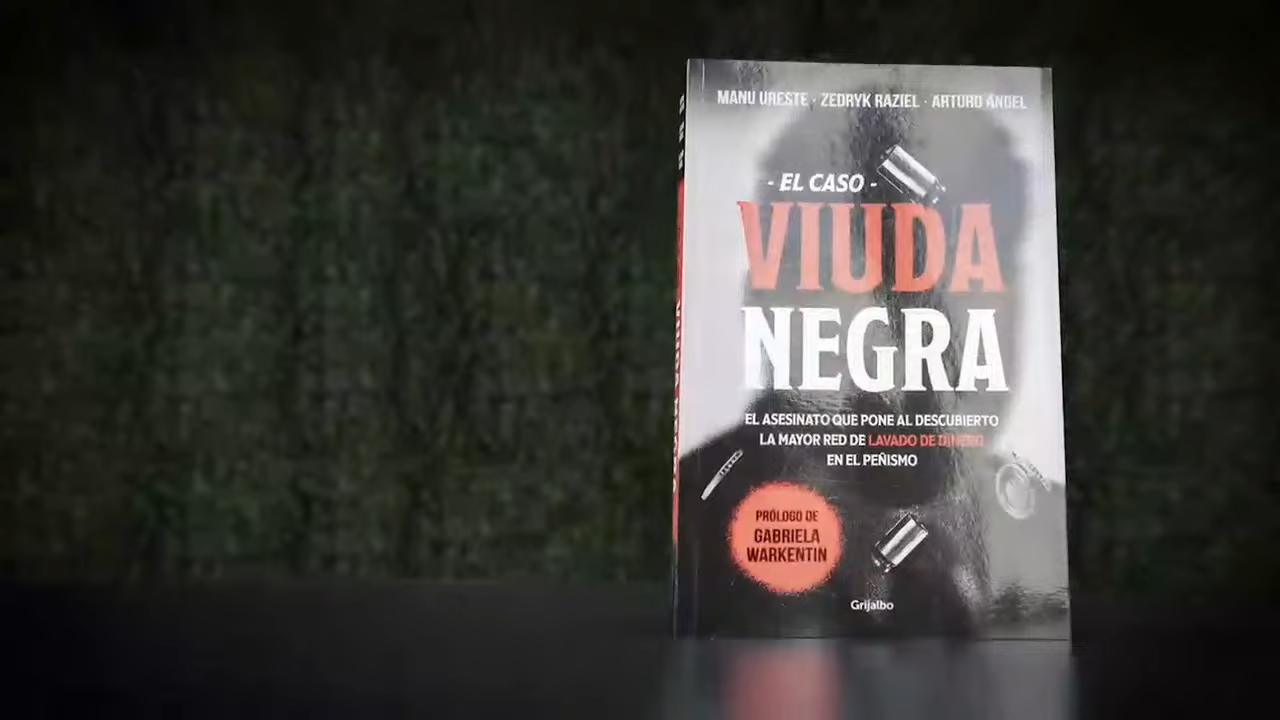 MANU URESTE · ZEDRYK RAZIEL · ARTURO ÁNGEL
- EL CASO -
VIUDA
NEGRA
EL ASESINATO QUE PONE AL DESCUBIERTO
LA MAYOR RED DE LAVADO DE DINERO
EN EL PEÑISMO
PRÓLOGO DE
GABRIELA
WARKENTIN
Grijalbo